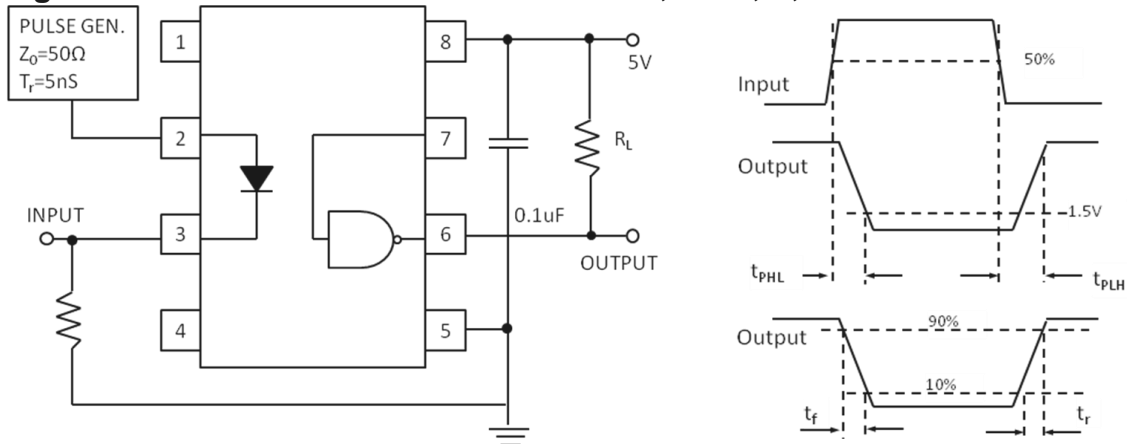 PULSE GEN.
Z₀=50Ω
Tᵣ=5nS
1
2
3
4
8
7
6
5
5V
R_L
0.1uF
INPUT
OUTPUT
Input
50%
Output
1.5V
t_PHL
t_PLH
Output
90%
10%
t_f
t_r